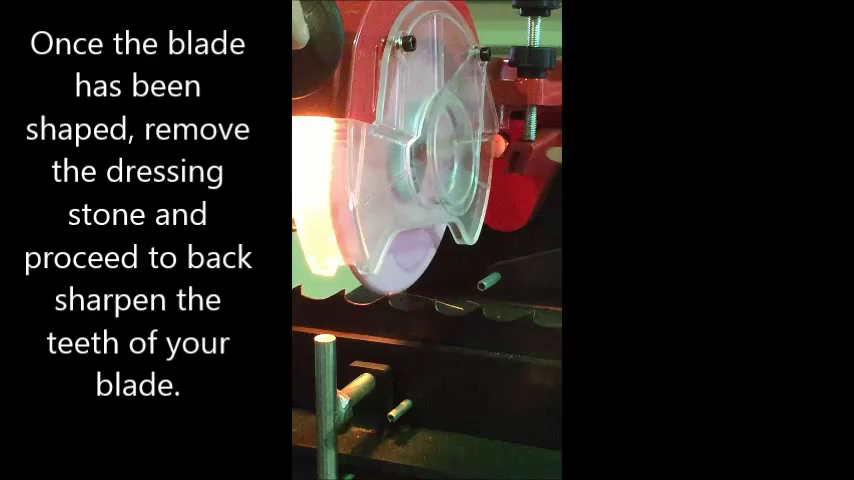 Once the blade
has been
shaped, remove
the dressing
stone and
proceed to back
sharpen the
teeth of your
blade.